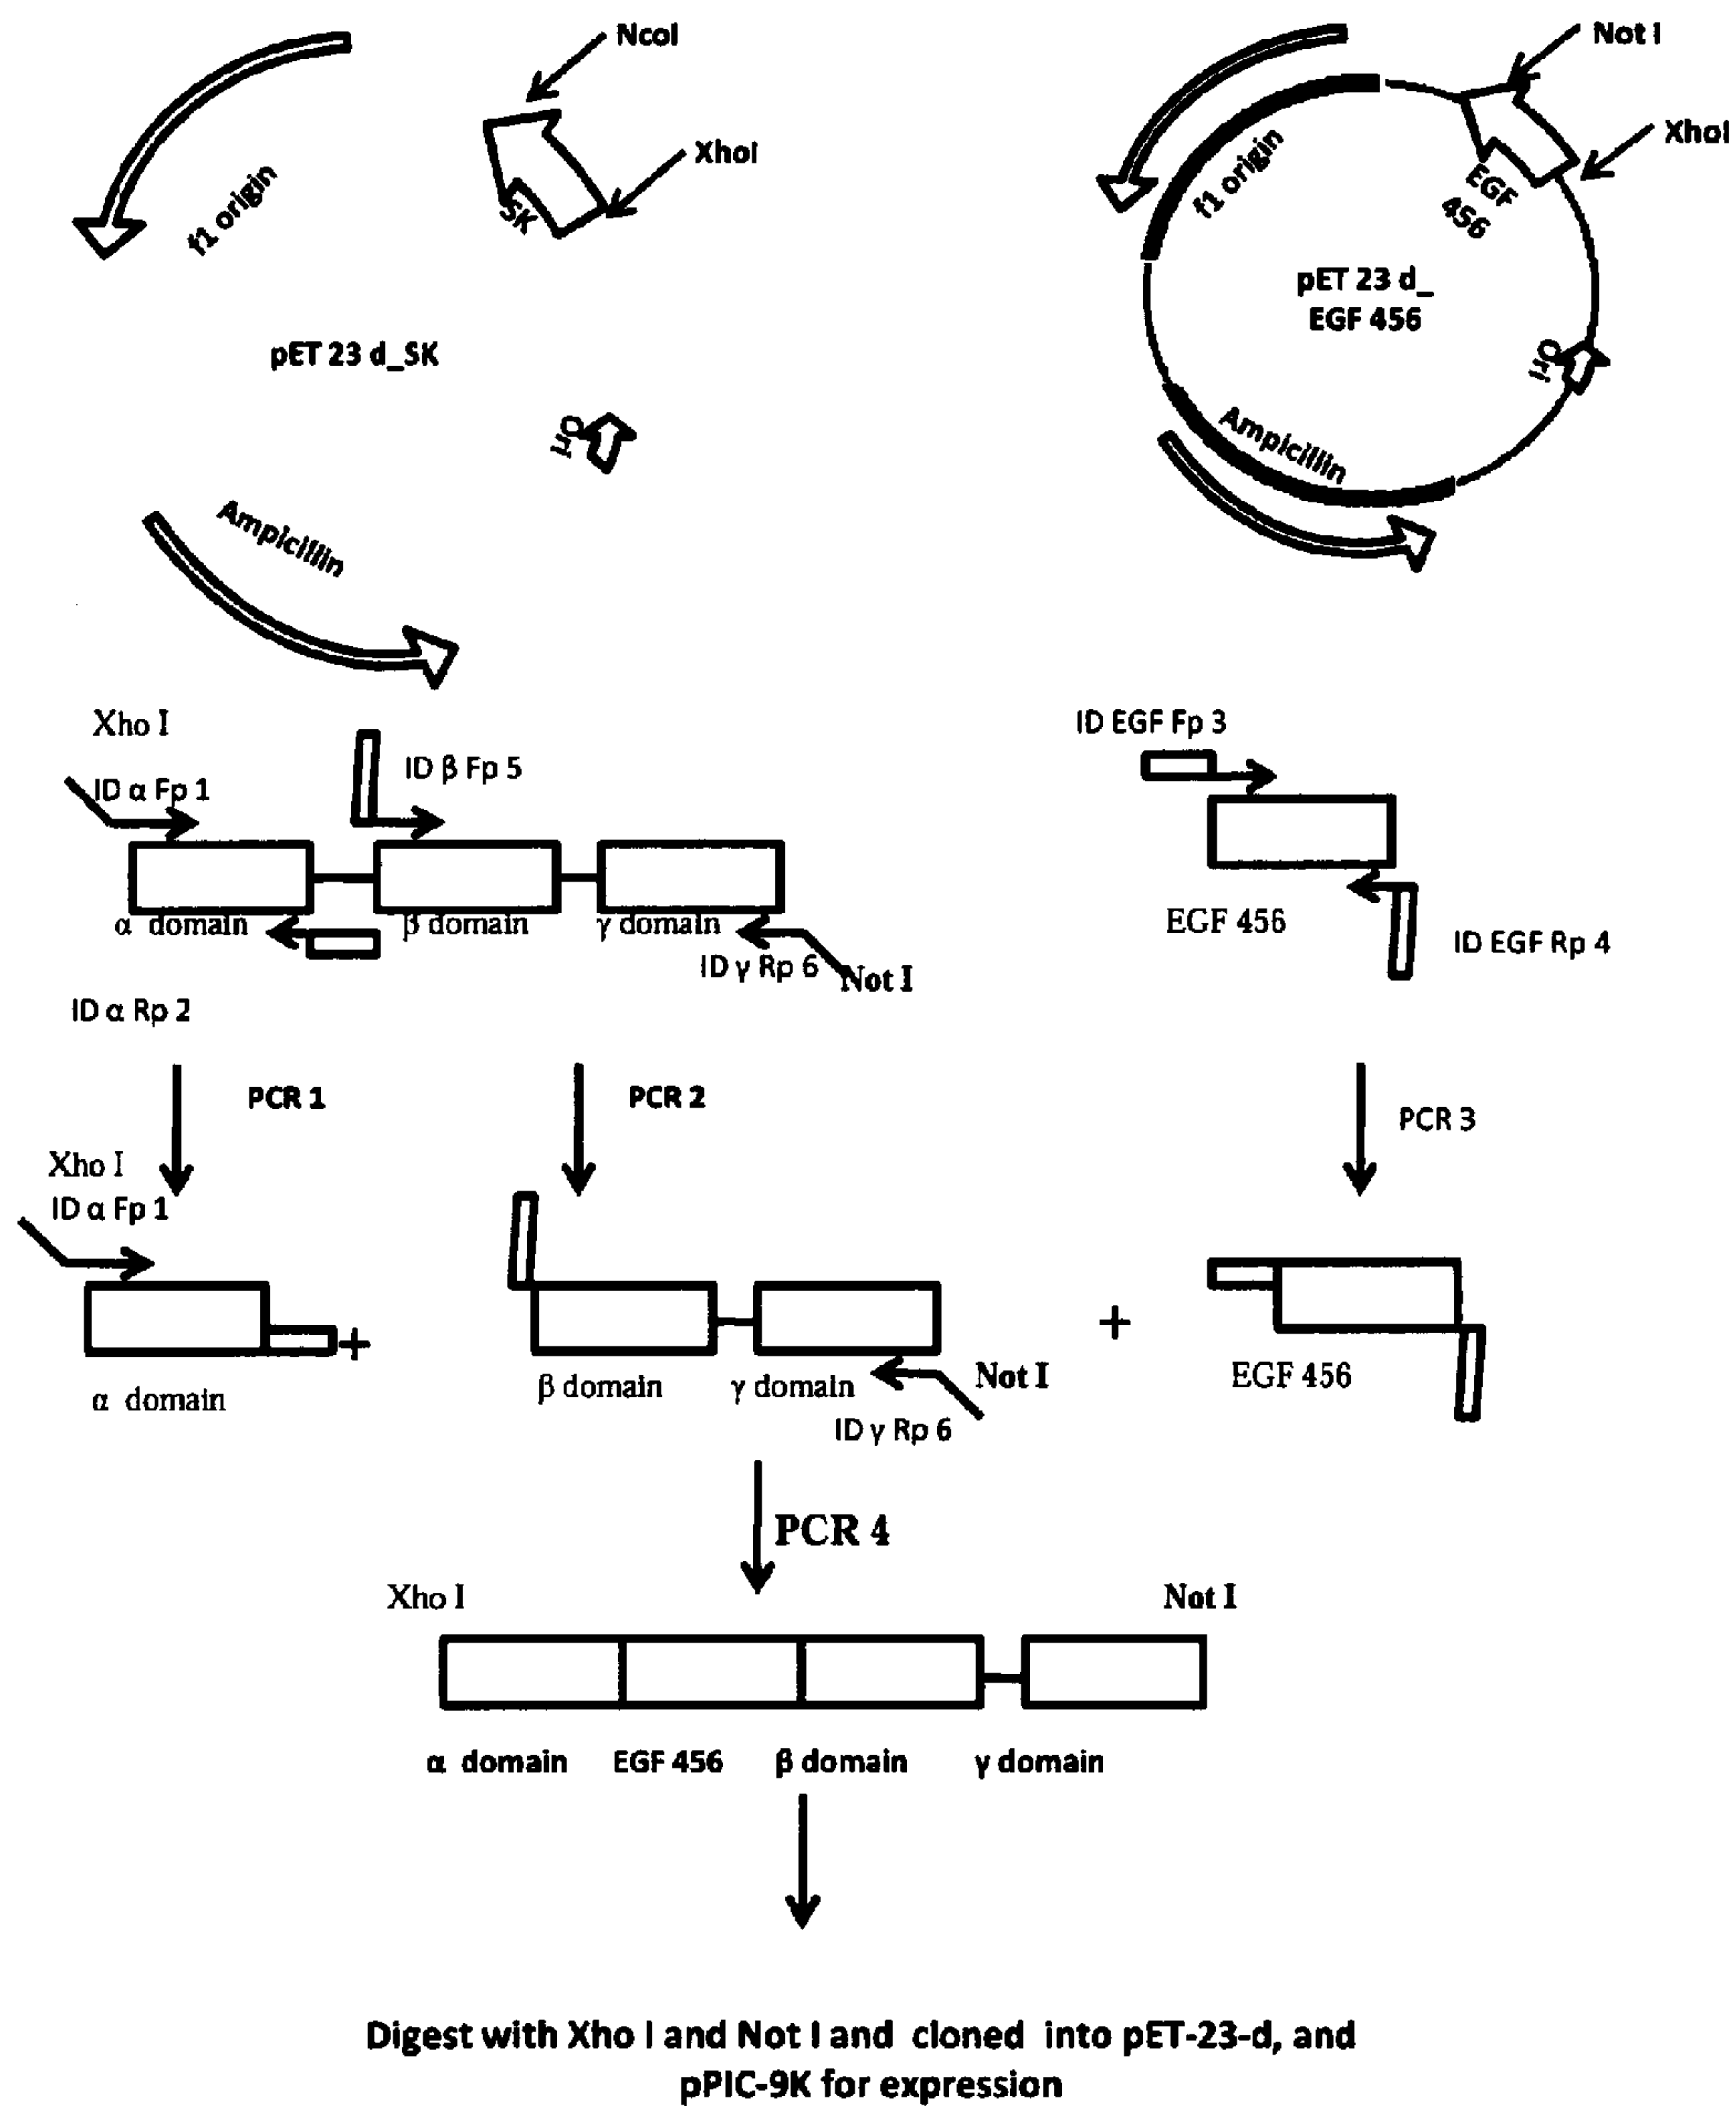 NcoI
XhoI
SK
f1 origin
pET 23 d_SK
Ori
Ampicillin
Not I
XhoI
EGF
456
f1 origin
pET 23 d_
EGF 456
Ori
Ampicillin
Xho I
ID α Fp 1
ID β Fp 5
α domain
β domain
γ domain
ID γ Rp 6
Not I
ID α Rp 2
ID EGF Fp 3
EGF 456
ID EGF Rp 4
PCR 1
PCR 2
PCR 3
Xho I
ID α Fp 1
+
+
α domain
β domain
γ domain
Not I
ID γ Rp 6
EGF 456
PCR 4
Xho I
Not I
α domain EGF 456 β domain γ domain
Digest with Xho I and Not I and cloned into pET-23-d, and
pPIC-9K for expression